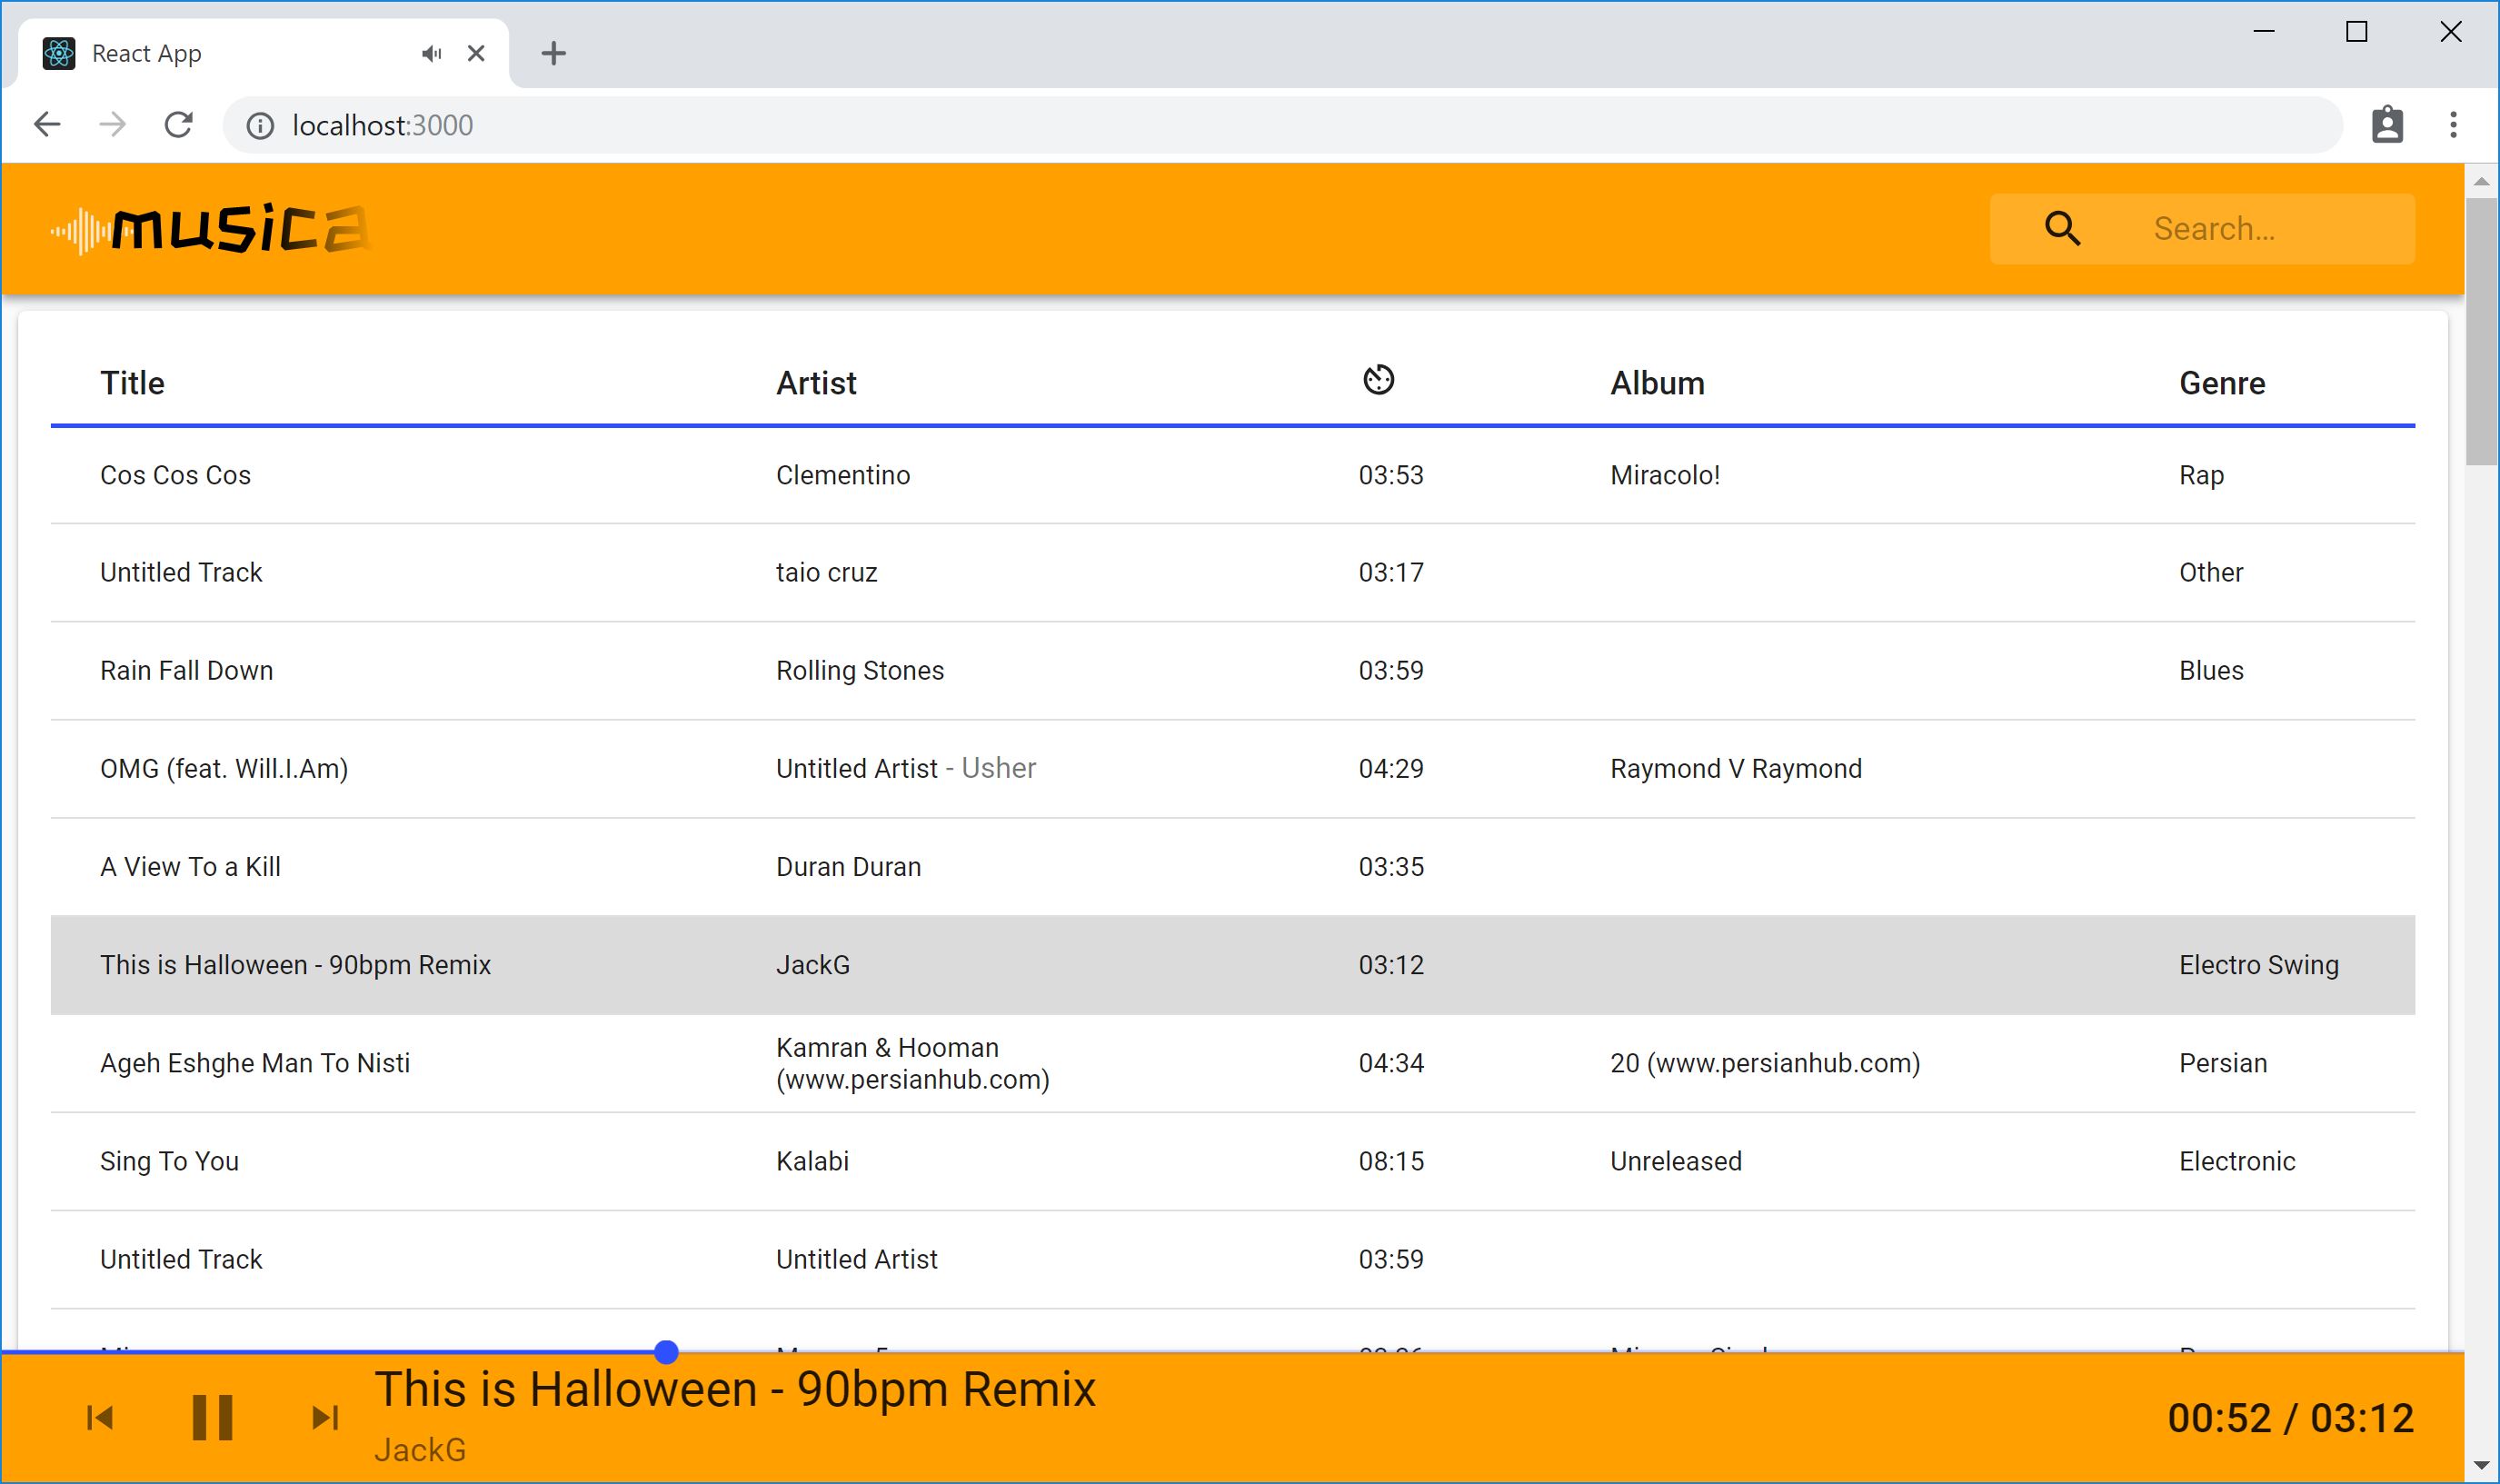 React App
localhost:3000
musica
Search...
Title Artist Album Genre
Cos Cos Cos Clementino 03:53 Miracolo! Rap
Untitled Track taio cruz 03:17 Other
Rain Fall Down Rolling Stones 03:59 Blues
OMG (feat. Will.I.Am) Untitled Artist - Usher 04:29 Raymond V Raymond
A View To a Kill Duran Duran 03:35
This is Halloween - 90bpm Remix JackG 03:12 Electro Swing
Ageh Eshghe Man To Nisti Kamran & Hooman
(www.persianhub.com) 04:34 20 (www.persianhub.com) Persian
Sing To You Kalabi 08:15 Unreleased Electronic
Untitled Track Untitled Artist 03:59
This is Halloween - 90bpm Remix
JackG
00:52 / 03:12